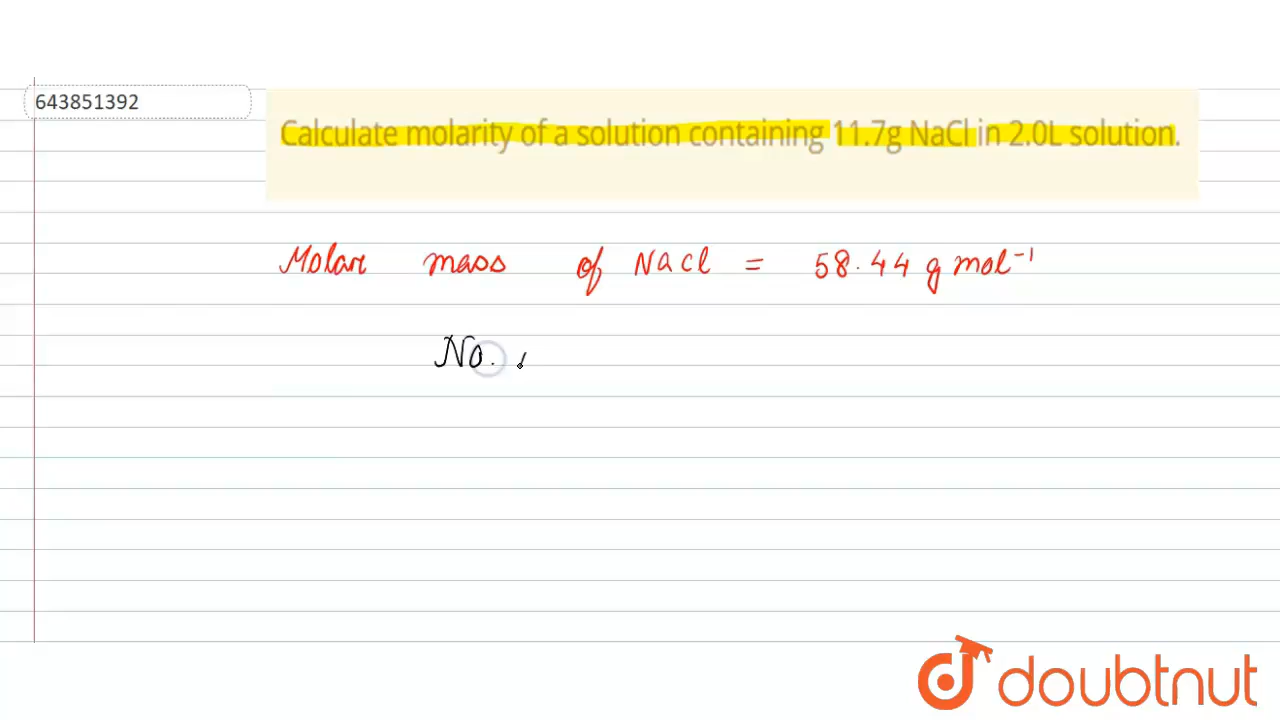 643851392
Calculate molarity of a solution containing 11.7g NaCl in 2.0L solution.
Molar mass of NaCl = 58.44 g mol⁻¹
No.
doubtnut